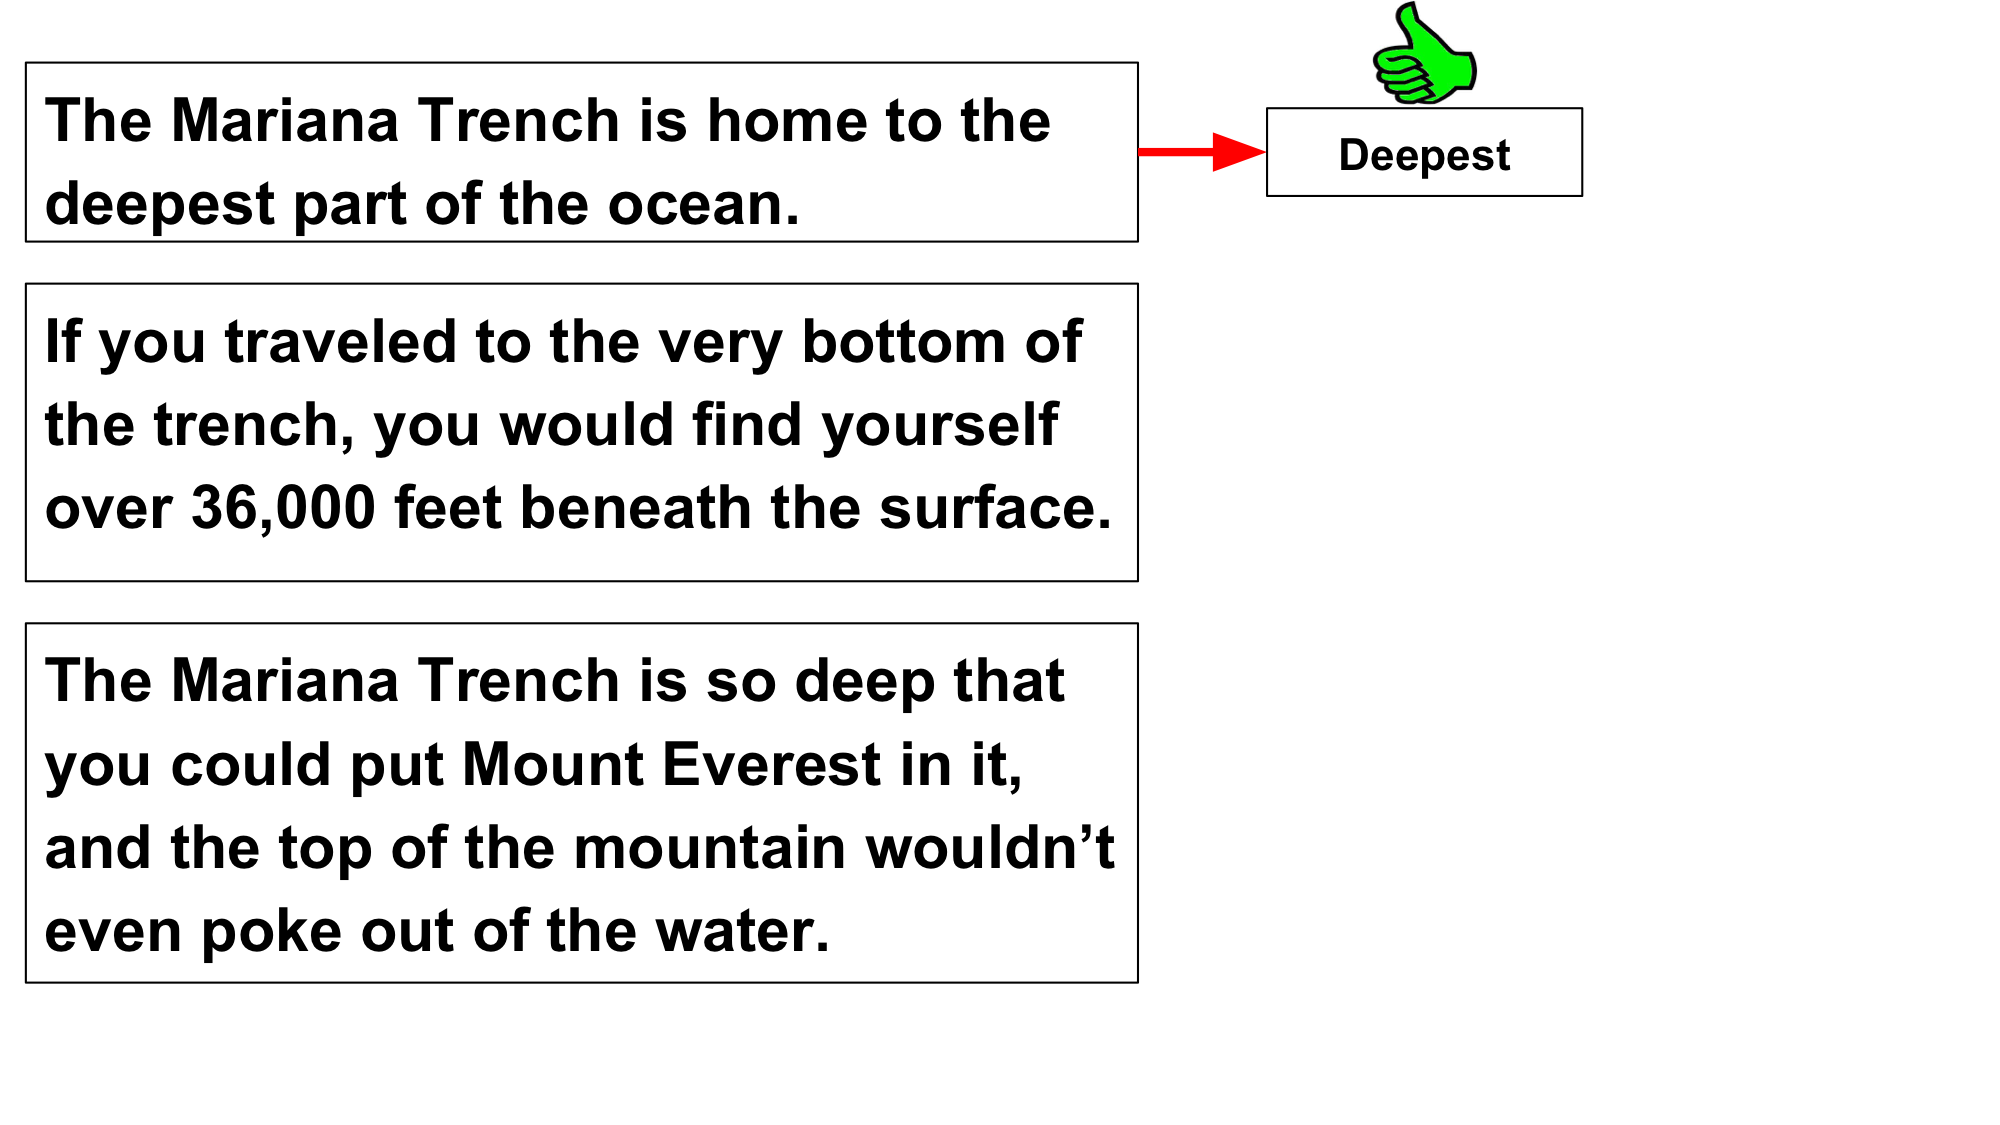 The Mariana Trench is home to the
deepest part of the ocean.
Deepest
If you traveled to the very bottom of
the trench, you would find yourself
over 36,000 feet beneath the surface.
The Mariana Trench is so deep that
you could put Mount Everest in it,
and the top of the mountain wouldn’t
even poke out of the water.